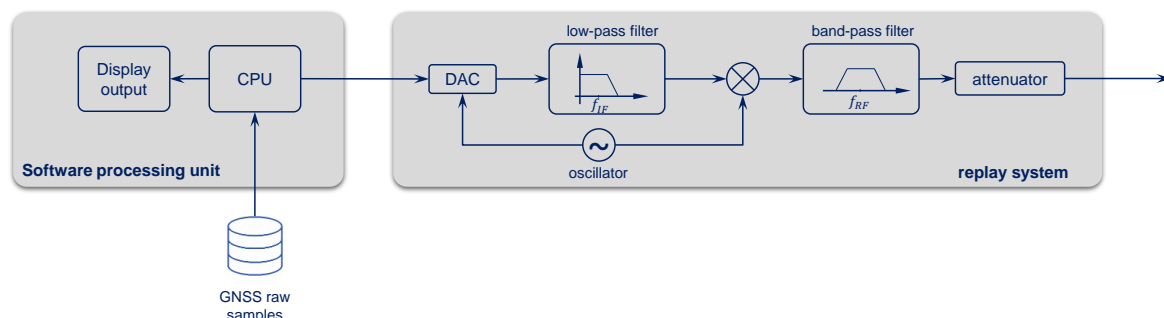 low-pass filter
band-pass filter
Display
output
CPU
DAC
attenuator
f_IF
f_RF
~
oscillator
Software processing unit
replay system
GNSS raw
samples